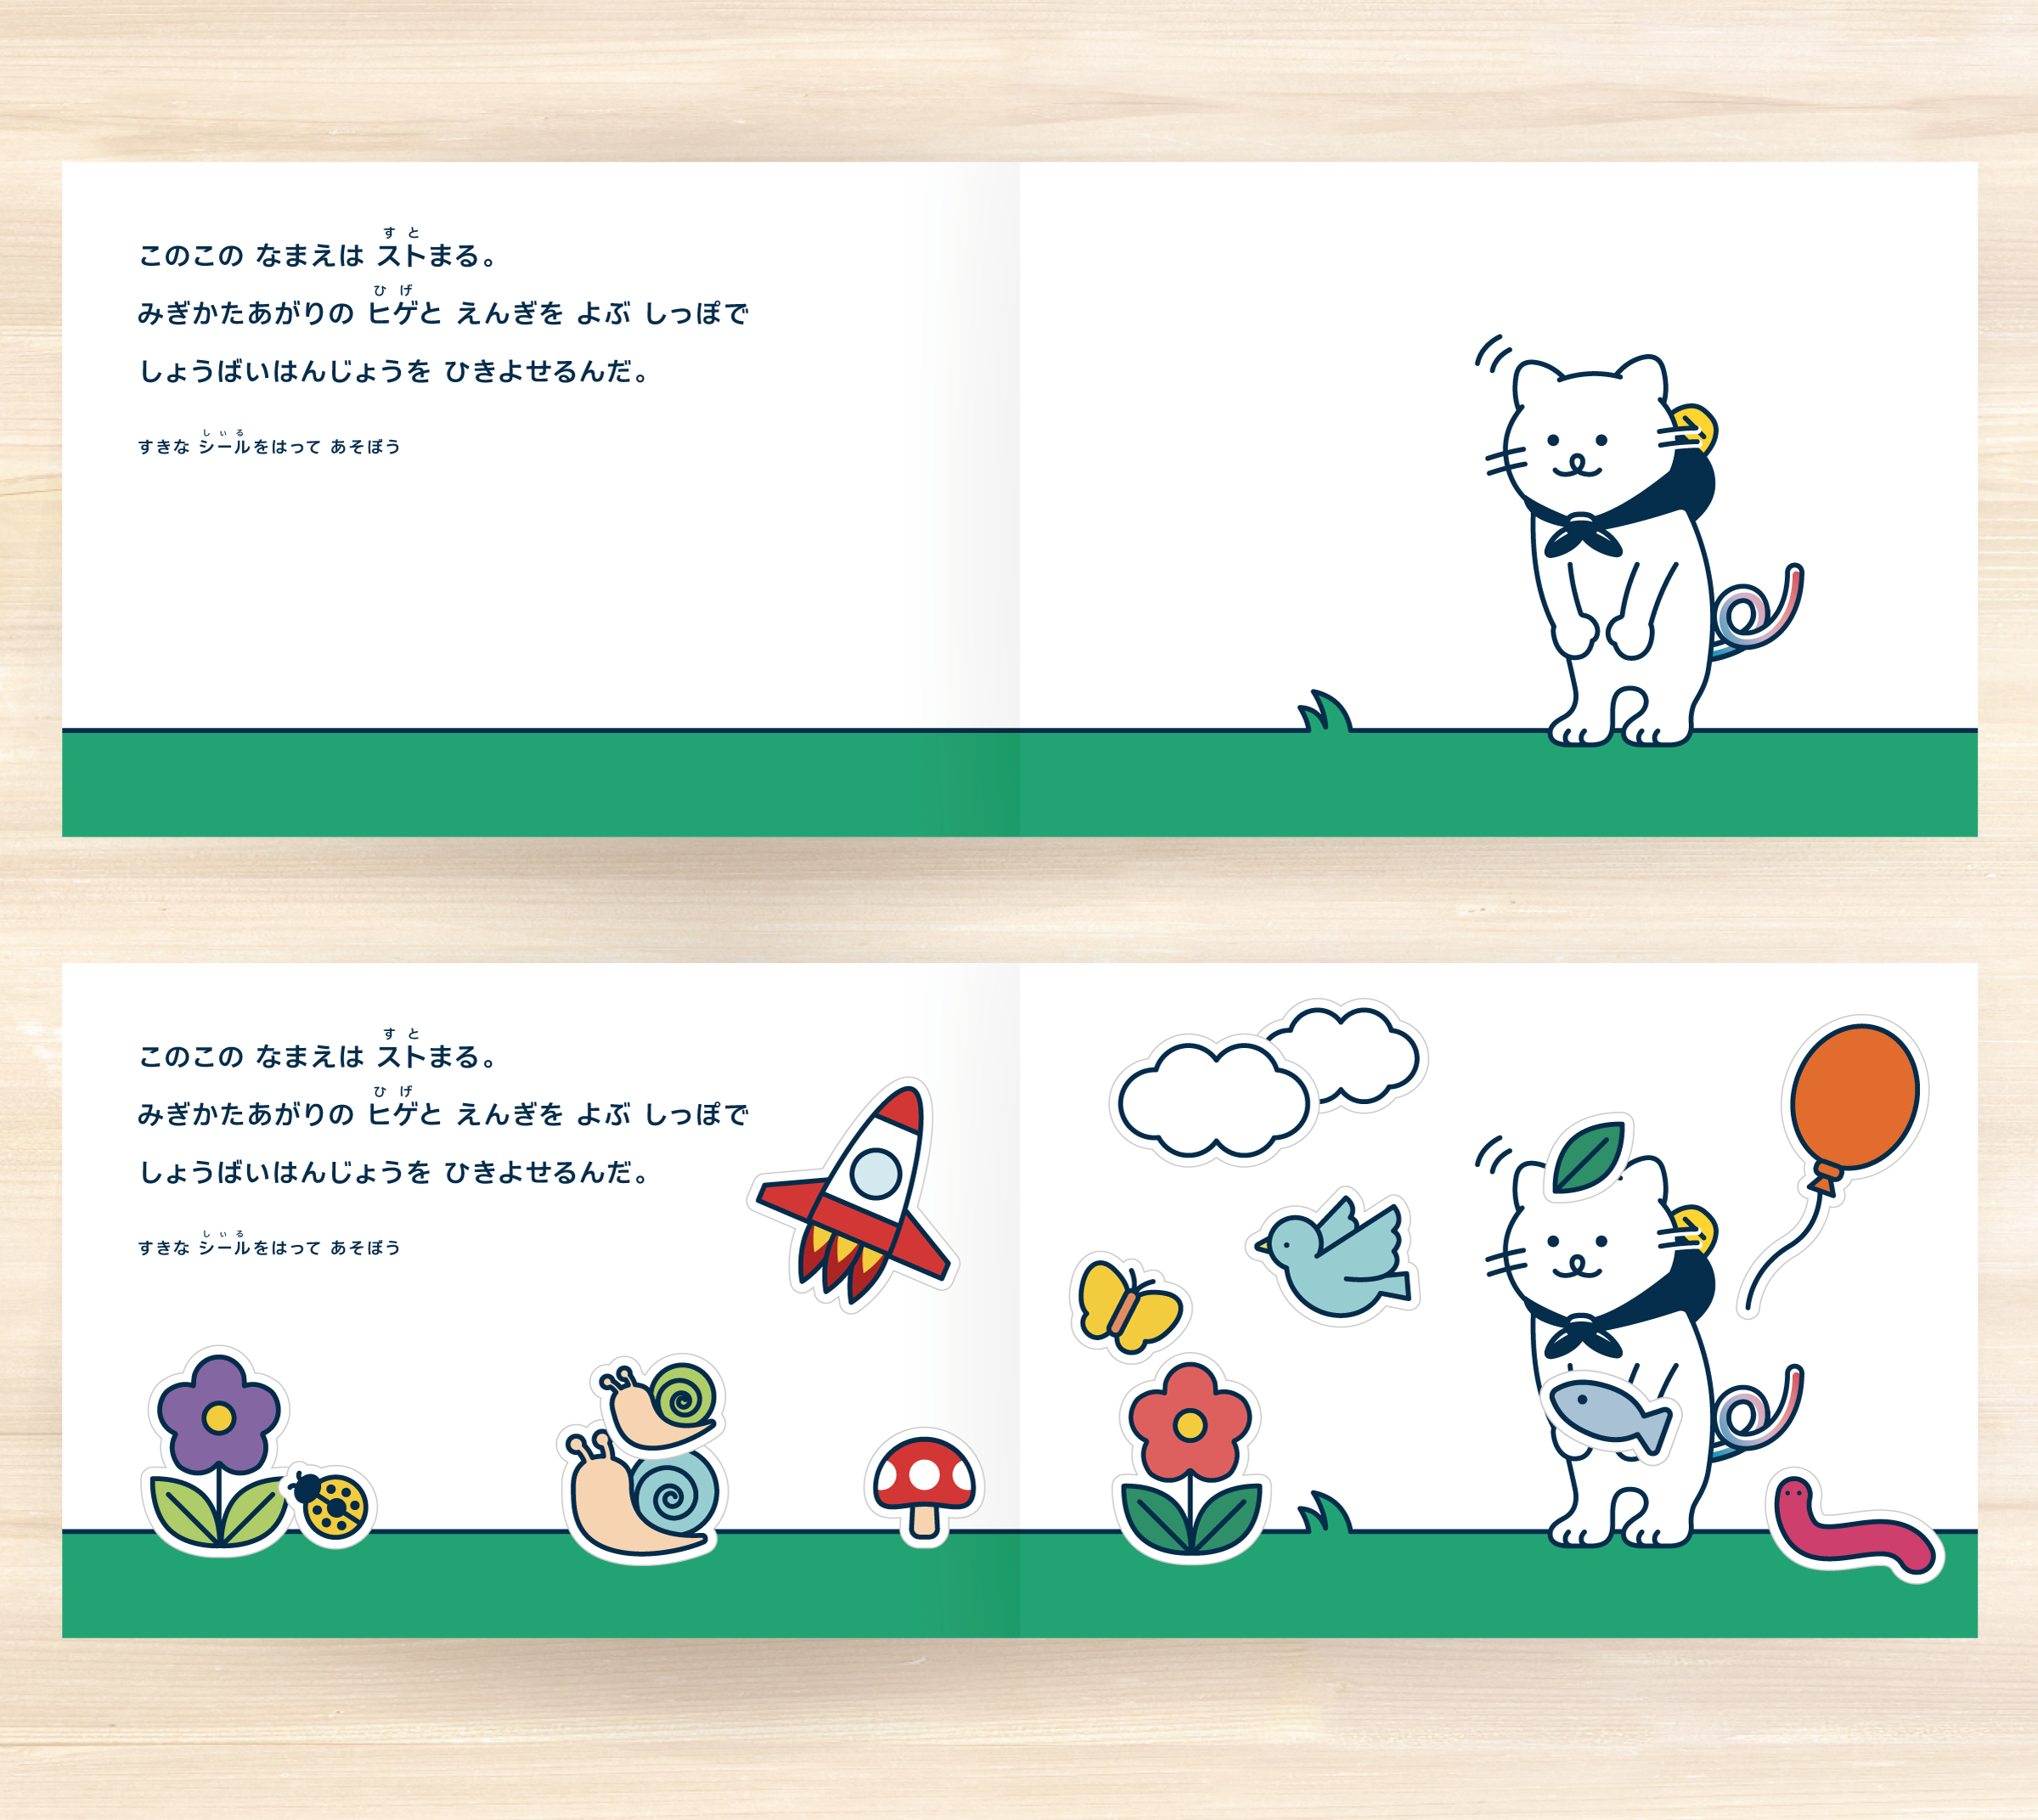 すと
このこの なまえは ストまる。
ひげ
みぎかたあがりの ヒゲと えんぎを よぶ しっぽで
しょうばいはんじょうを ひきよせるんだ。
しぃる
すきな シールをはって あそぼう
すと
このこの なまえは ストまる。
ひげ
みぎかたあがりの ヒゲと えんぎを よぶ しっぽで
しょうばいはんじょうを ひきよせるんだ。
しぃる
すきな シールをはって あそぼう